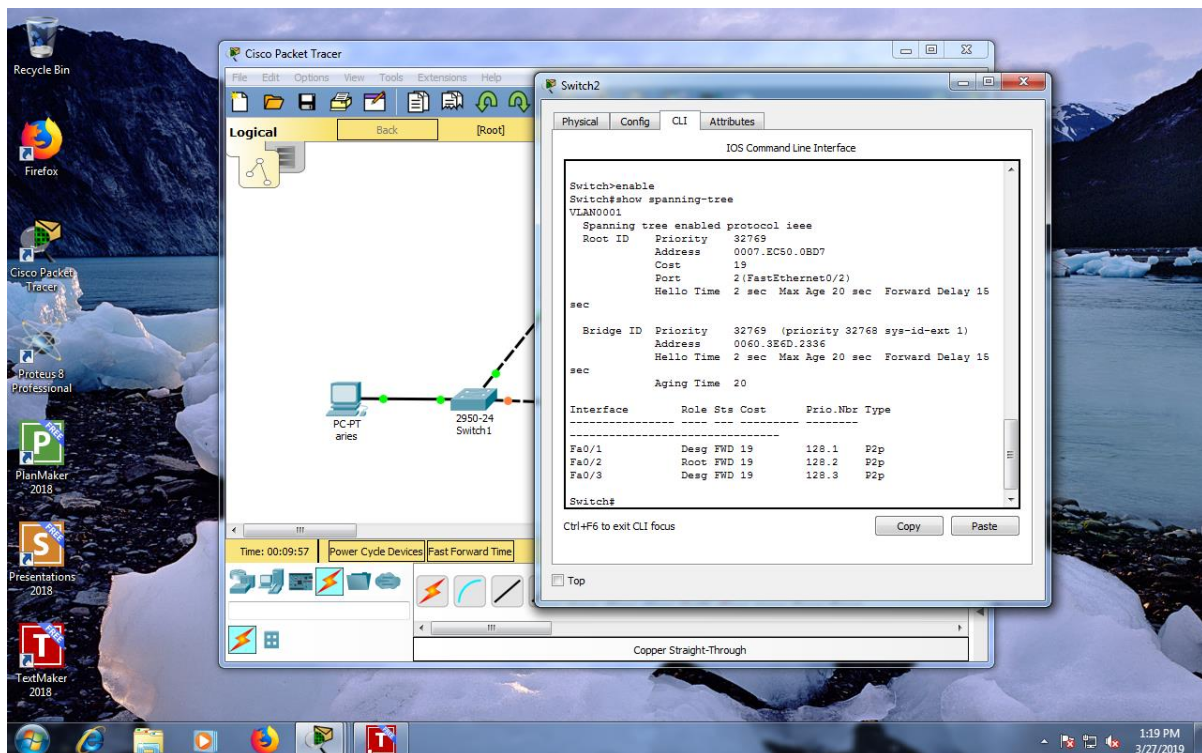 Recycle Bin
Firefox
Cisco Packet
Tracer
Proteus 8
Professional
FREE
PlanMaker
2018
FREE
Presentations
2018
FREE
TextMaker
2018
Cisco Packet Tracer
File Edit Options View Tools Extensions Help
Logical Back [Root]
PC-PT
aries
2950-24
Switch1
Time: 00:09:57 Power Cycle Devices Fast Forward Time
Copper Straight-Through
Switch2
Physical Config CLI Attributes
IOS Command Line Interface
Switch>enable
Switch#show spanning-tree
VLAN0001
Spanning tree enabled protocol ieee
Root ID Priority 32769
Address 0007.EC50.0BD7
Cost 19
Port 2(FastEthernet0/2)
Hello Time 2 sec Max Age 20 sec Forward Delay 15
sec
Bridge ID Priority 32769 (priority 32768 sys-id-ext 1)
Address 0060.3E6D.2336
Hello Time 2 sec Max Age 20 sec Forward Delay 15
sec
Aging Time 20
Interface Role Sts Cost Prio.Nbr Type
---------------- ---- --- --------- --------
--------------------------------
Fa0/1 Desg FWD 19 128.1 P2p
Fa0/2 Root FWD 19 128.2 P2p
Fa0/3 Desg FWD 19 128.3 P2p
Switch#
Ctrl+F6 to exit CLI focus Copy Paste
Top
1:19 PM
3/27/2019